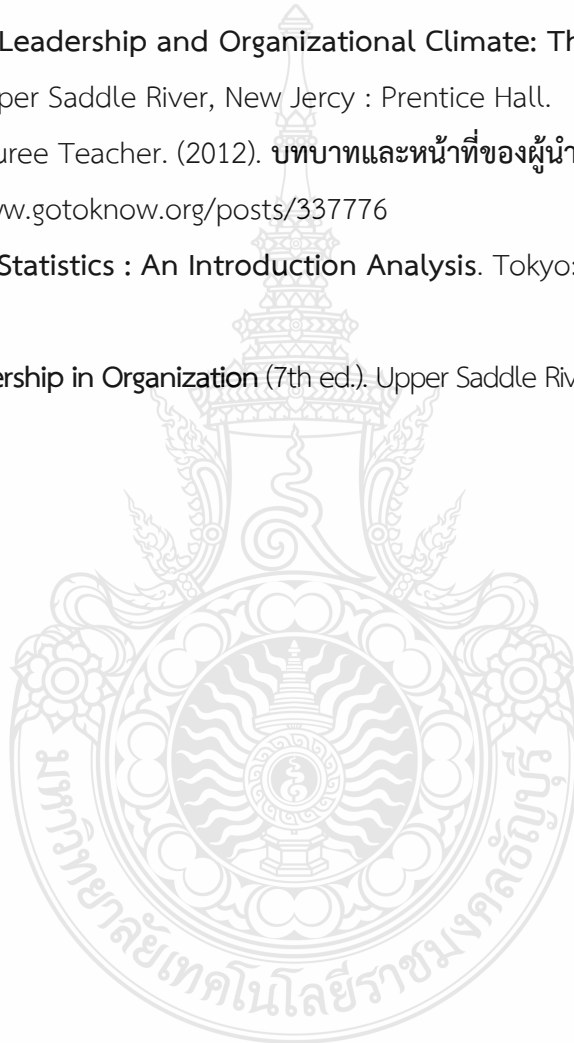 Leadership and Organizational Climate: Th
per Saddle River, New Jercy : Prentice Hall.
uree Teacher. (2012). บทบาทและหน้าที่ของผู้นำ
ww.gotoknow.org/posts/337776
Statistics : An Introduction Analysis. Tokyo:
ership in Organization (7th ed.). Upper Saddle Riv
มหาวิทยาลัยเทคโนโลยีราชมงคลธัญบุรี